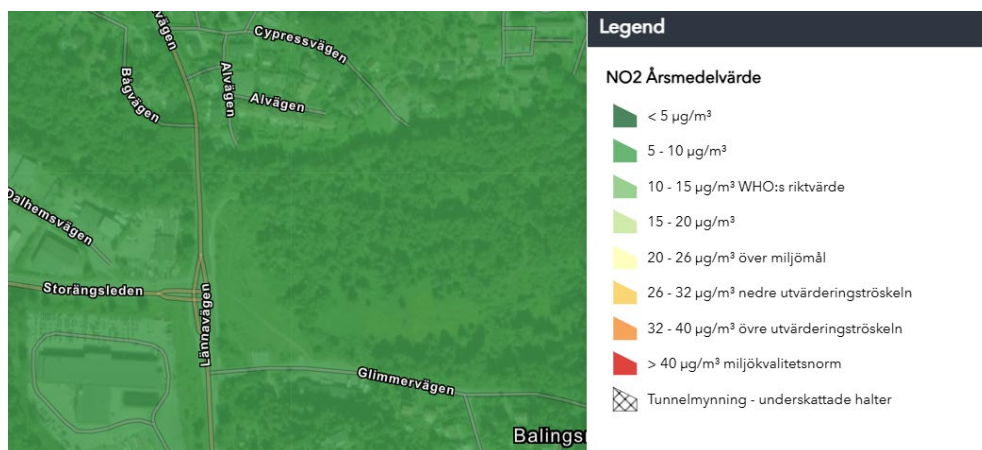 vägen
Cypressvägen
Bågvägen
Alvägen
Alvägen
Dalhemsvägen
Storängsleden
Lännavägen
Glimmervägen
Balings
Legend
NO2 Årsmedelvärde
< 5 µg/m³
5 - 10 µg/m³
10 - 15 µg/m³ WHO:s riktvärde
15 - 20 µg/m³
20 - 26 µg/m³ över miljömål
26 - 32 µg/m³ nedre utvärderingströskeln
32 - 40 µg/m³ övre utvärderingströskeln
> 40 µg/m³ miljökvalitetsnorm
Tunnelmynning - underskattade halter